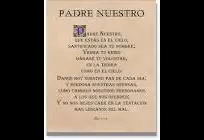 PADRE NUESTRO
PADRE NUESTRO,
QUE ESTÁS EN EL CIELO,
SANTIFICADO SEA TU NOMBRE;
VENGA TU REINO
HÁGASE TU VOLUNTAD,
EN LA TIERRA
COMO EN EL CIELO
DANOS HOY NUESTRO PAN DE CADA DIA,
Y PERDONA NUESTRAS OFENSAS,
COMO TAMBIÉN NOSOTROS PERDONAMOS
A LOS QUE NOS OFENDEN;
Y NO NOS DEJES CAER EN LA TENTACIÓN
MAS LÍBRANOS DEL MAL.